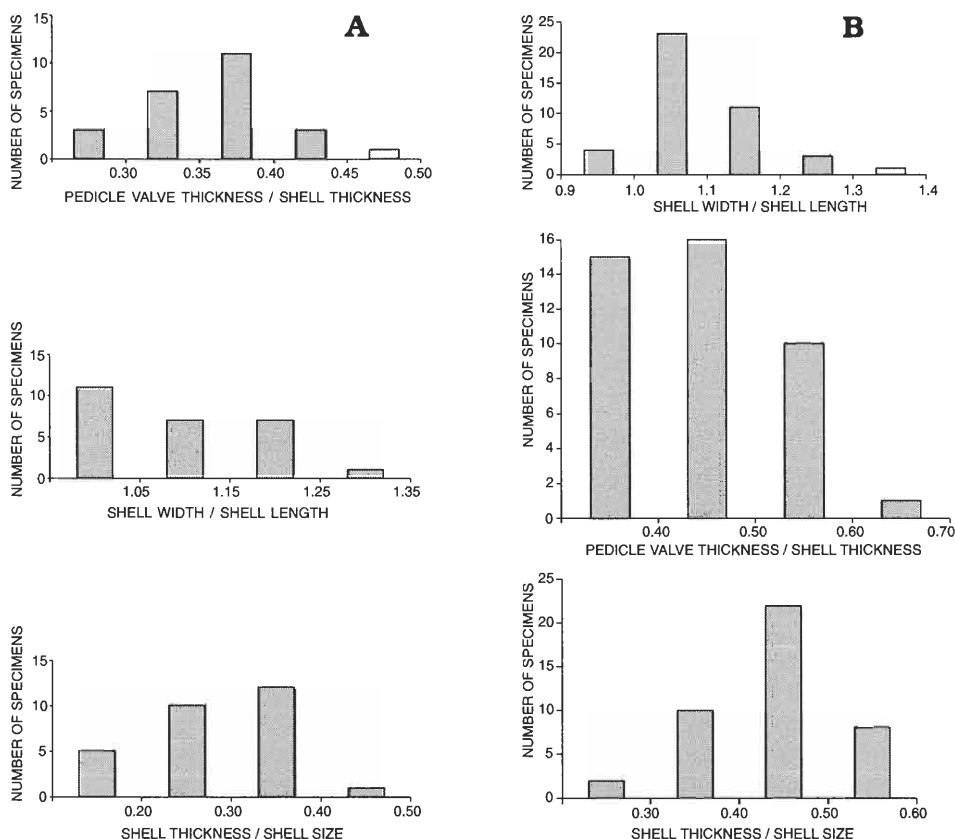 A
NUMBER OF SPECIMENS
15
10
5
0
0.30 0.35 0.40 0.45 0.50
PEDICLE VALVE THICKNESS / SHELL THICKNESS
B
NUMBER OF SPECIMENS
25
20
15
10
5
0
0.9 1.0 1.1 1.2 1.3 1.4
SHELL WIDTH / SHELL LENGTH
NUMBER OF SPECIMENS
15
10
5
0
1.05 1.15 1.25 1.35
SHELL WIDTH / SHELL LENGTH
NUMBER OF SPECIMENS
16
14
12
10
8
6
4
2
0
0.40 0.50 0.60 0.70
PEDICLE VALVE THICKNESS / SHELL THICKNESS
NUMBER OF SPECIMENS
15
10
5
0
0.20 0.30 0.40 0.50
SHELL THICKNESS / SHELL SIZE
NUMBER OF SPECIMENS
25
20
15
10
5
0
0.30 0.40 0.50 0.60
SHELL THICKNESS / SHELL SIZE